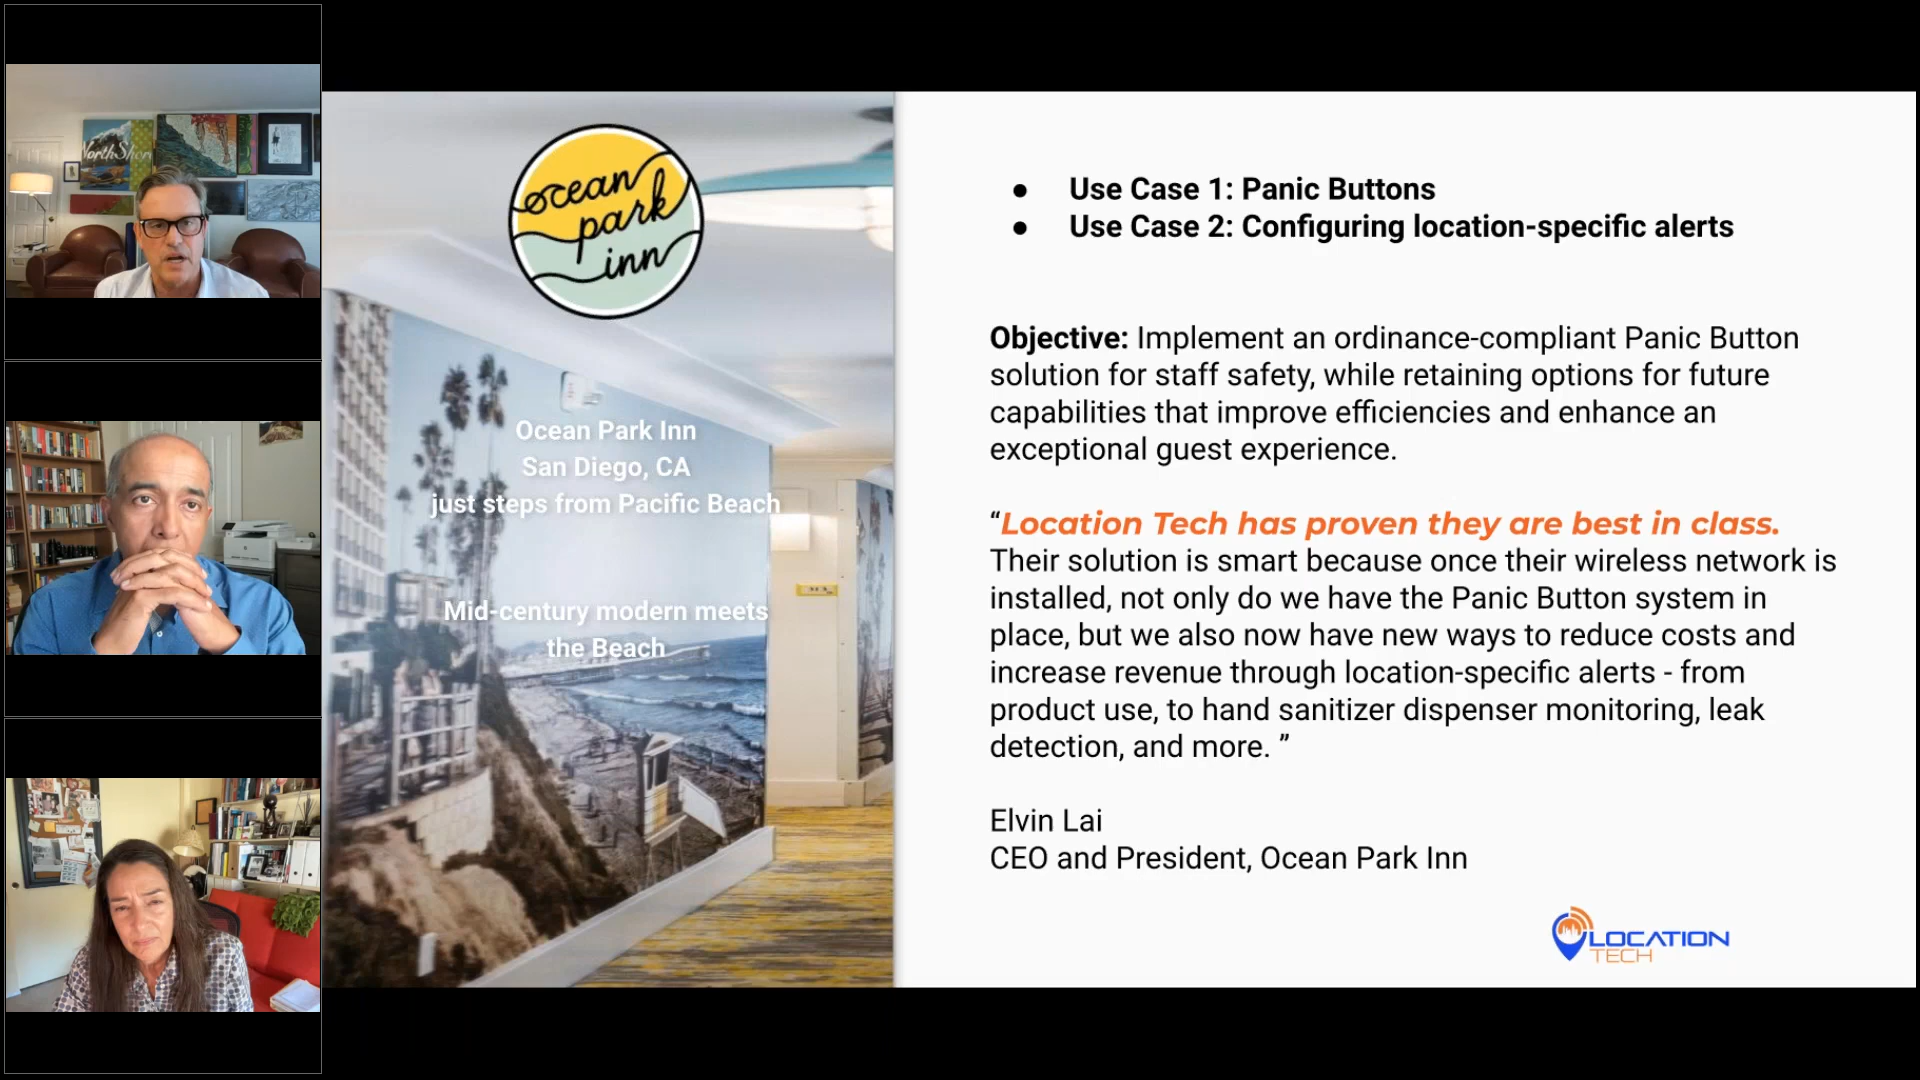 NorthShor
ocean
park
inn
Ocean Park Inn
San Diego, CA
just steps from Pacific Beach
Mid-century modern meets
the Beach
● Use Case 1: Panic Buttons
● Use Case 2: Configuring location-specific alerts
Objective: Implement an ordinance-compliant Panic Button
solution for staff safety, while retaining options for future
capabilities that improve efficiencies and enhance an
exceptional guest experience.
“Location Tech has proven they are best in class.
Their solution is smart because once their wireless network is
installed, not only do we have the Panic Button system in
place, but we also now have new ways to reduce costs and
increase revenue through location-specific alerts - from
product use, to hand sanitizer dispenser monitoring, leak
detection, and more. ”
Elvin Lai
CEO and President, Ocean Park Inn
LOCATION
TECH